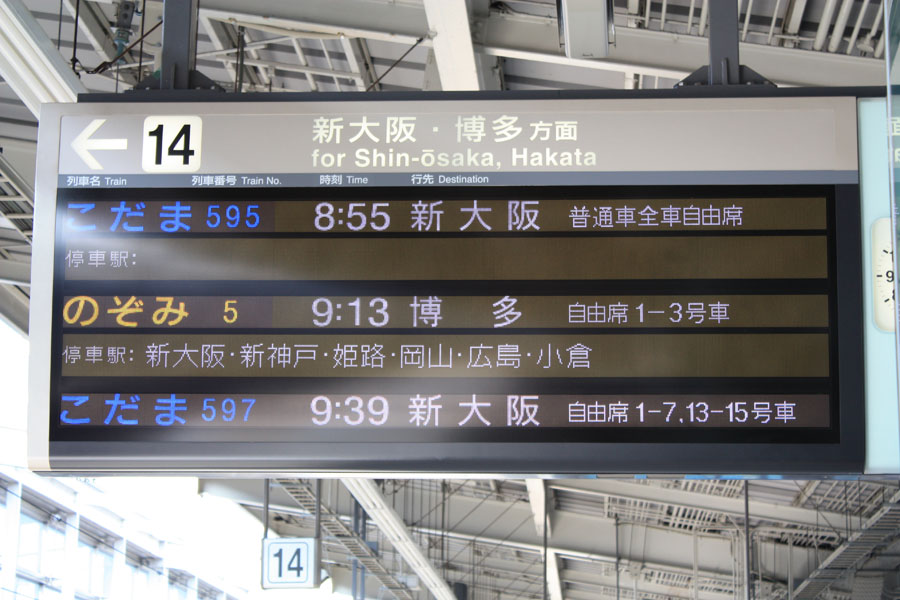 ← 14 新大阪・博多方面
for Shin-ōsaka, Hakata
列車名 Train 列車番号 Train No. 時刻 Time 行先 Destination
こだま 595 8:55 新大阪 普通車全車自由席
停車駅:
のぞみ 5 9:13 博多 自由席1-3号車
停車駅: 新大阪・新神戸・姫路・岡山・広島・小倉
こだま 597 9:39 新大阪 自由席1-7,13-15号車
14